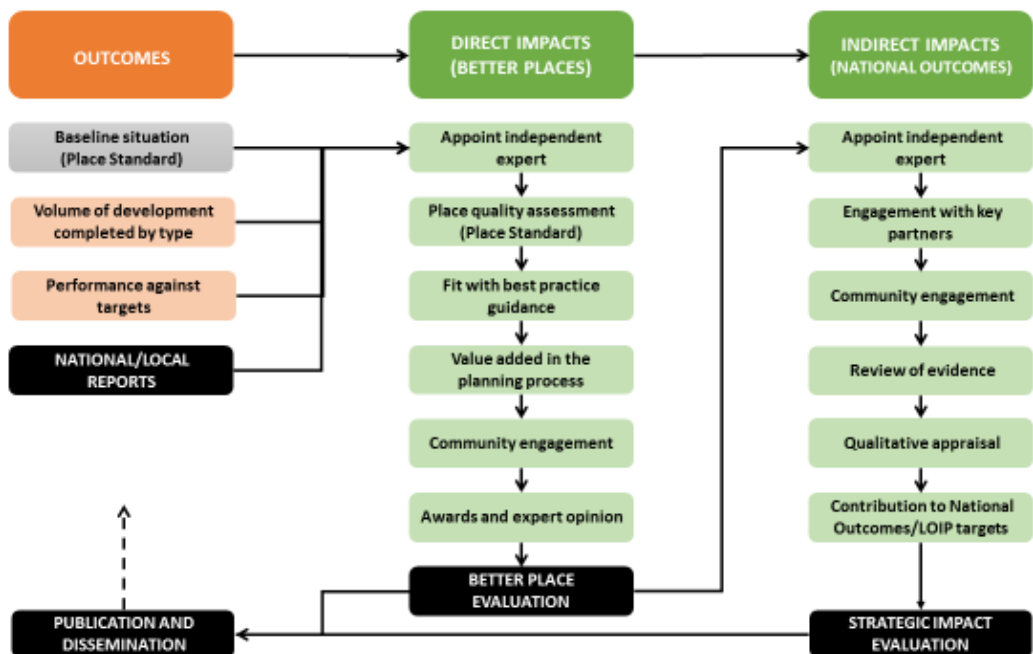 OUTCOMES
DIRECT IMPACTS
(BETTER PLACES)
INDIRECT IMPACTS
(NATIONAL OUTCOMES)
Baseline situation
(Place Standard)
Volume of development
completed by type
Performance against
targets
NATIONAL/LOCAL
REPORTS
PUBLICATION AND
DISSEMINATION
Appoint independent
expert
Place quality assessment
(Place Standard)
Fit with best practice
guidance
Value added in the
planning process
Community engagement
Awards and expert opinion
BETTER PLACE
EVALUATION
Appoint independent
expert
Engagement with key
partners
Community engagement
Review of evidence
Qualitative appraisal
Contribution to National
Outcomes/LOIP targets
STRATEGIC IMPACT
EVALUATION